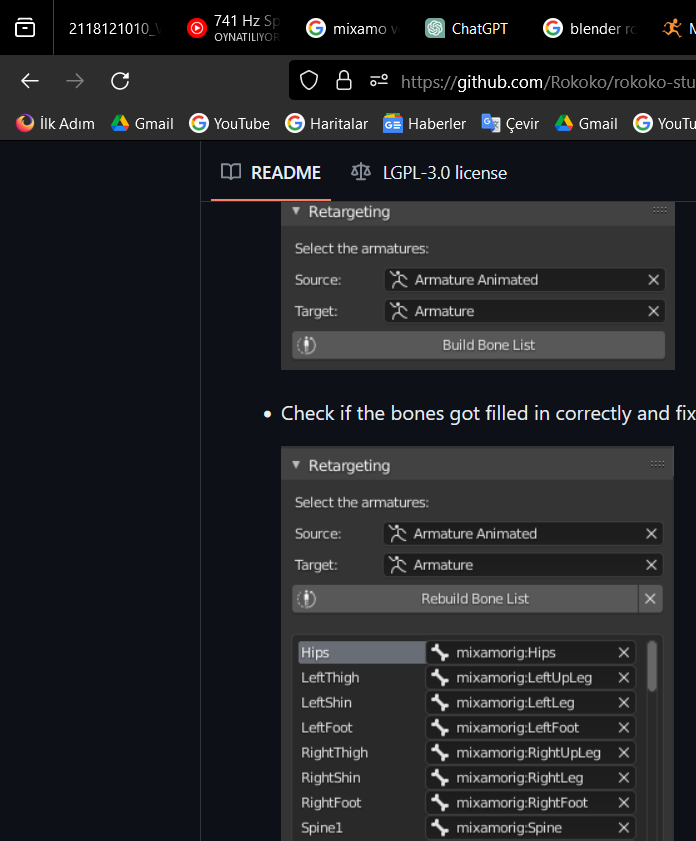 2118121010_V
741 Hz Sp
OYNATILIYOR
mixamo v
ChatGPT
blender ro
https://github.com/Rokoko/rokoko-stu
İlk Adım Gmail YouTube Haritalar Haberler Çevir Gmail YouTu
README LGPL-3.0 license
Retargeting
Select the armatures:
Source: Armature Animated
Target: Armature
Build Bone List
Check if the bones got filled in correctly and fix
Retargeting
Select the armatures:
Source: Armature Animated
Target: Armature
Rebuild Bone List
Hips mixamorig:Hips
LeftThigh mixamorig:LeftUpLeg
LeftShin mixamorig:LeftLeg
LeftFoot mixamorig:LeftFoot
RightThigh mixamorig:RightUpLeg
RightShin mixamorig:RightLeg
RightFoot mixamorig:RightFoot
Spine1 mixamorig:Spine